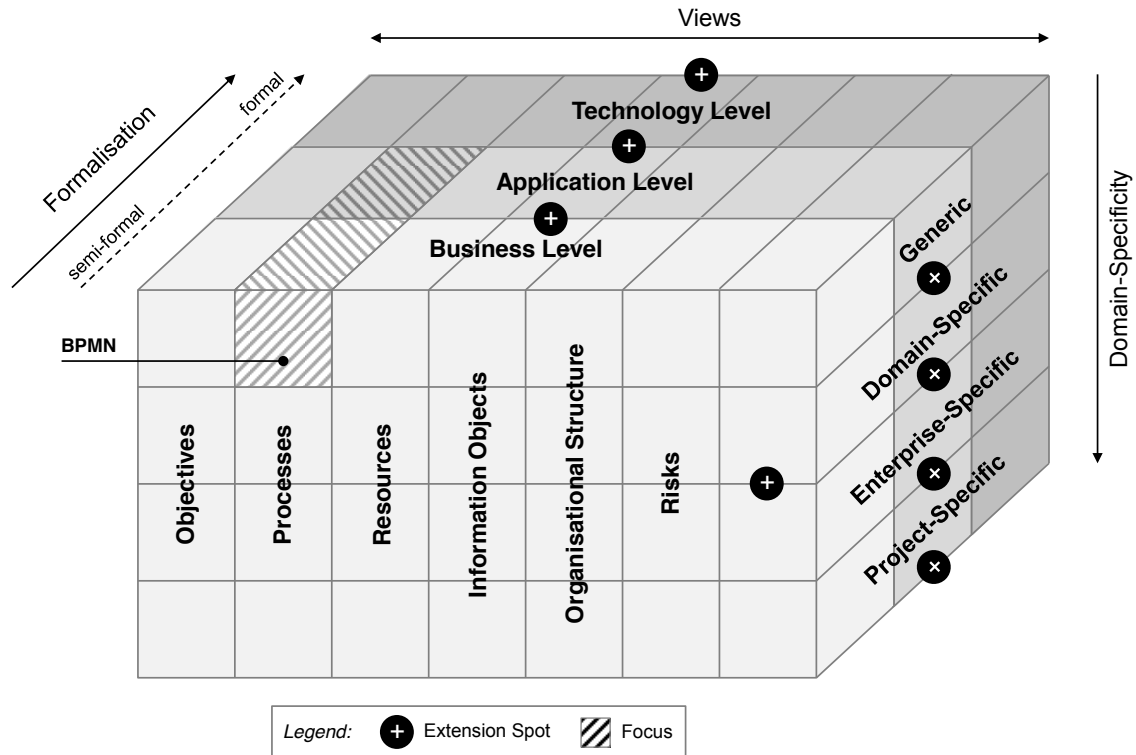 Views
Formalisation
semi-formal
formal
Technology Level
Application Level
Business Level
Domain-Specificity
Generic
Domain-Specific
Enterprise-Specific
Project-Specific
BPMN
Objectives
Processes
Resources
Information Objects
Organisational Structure
Risks
Legend: Extension Spot Focus